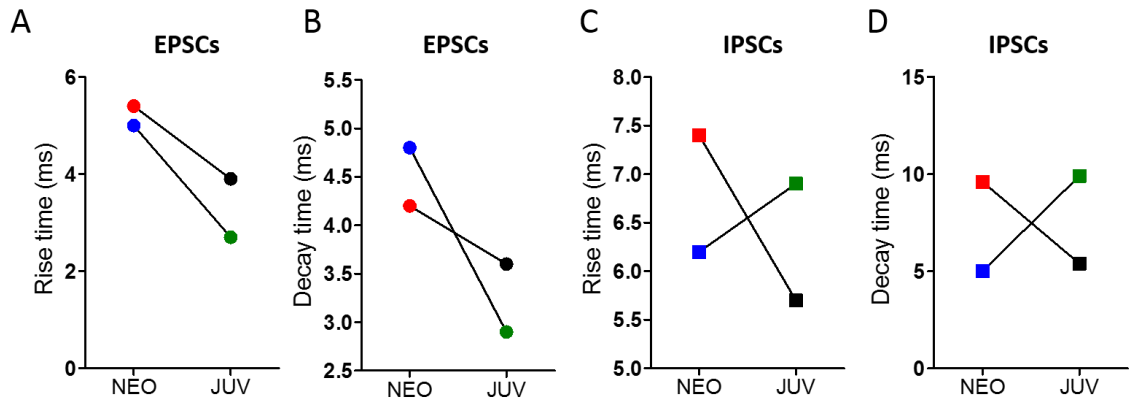 A
EPSCs
Rise time (ms)
6
4
2
0
NEO JUV
B
EPSCs
Decay time (ms)
5.5
5.0
4.5
4.0
3.5
3.0
2.5
NEO JUV
C
IPSCs
Rise time (ms)
8.0
7.5
7.0
6.5
6.0
5.5
5.0
NEO JUV
D
IPSCs
Decay time (ms)
15
10
5
0
NEO JUV